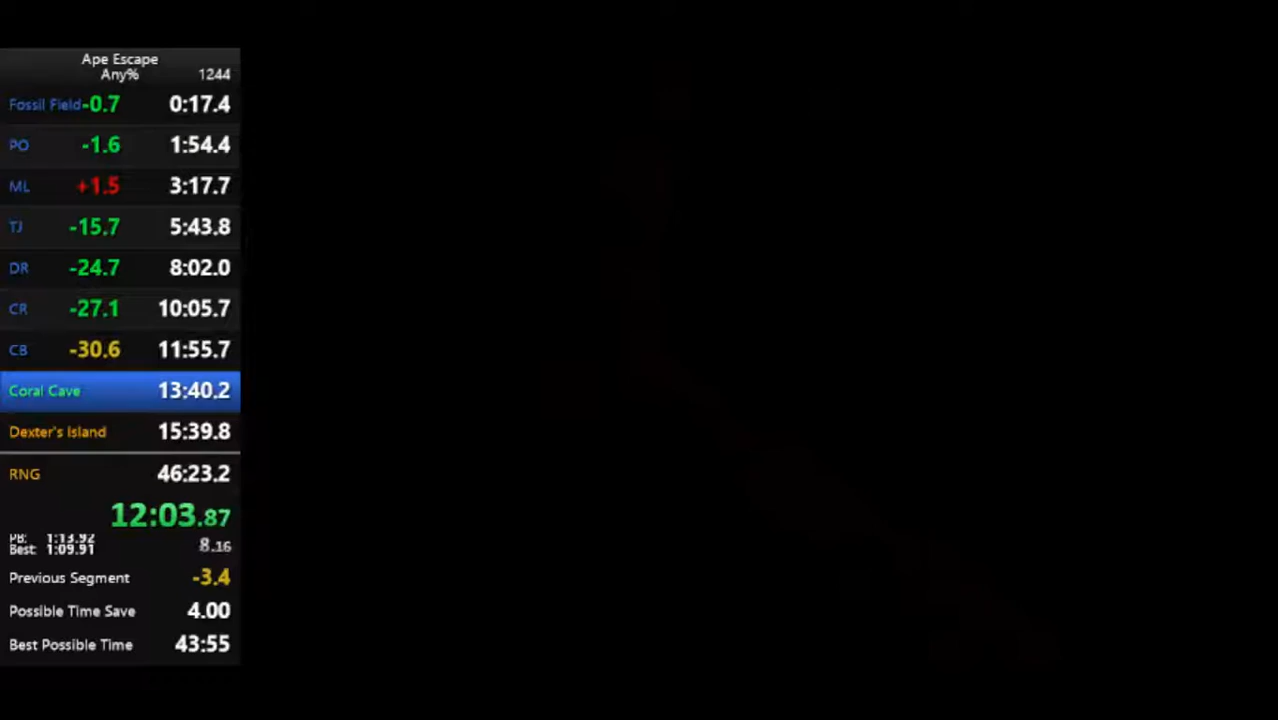 Ape Escape
Any% 1244
Fossil Field -0.7 0:17.4
PO -1.6 1:54.4
ML +1.5 3:17.7
TJ -15.7 5:43.8
DR -24.7 8:02.0
CR -27.1 10:05.7
CB -30.6 11:55.7
Coral Cave 13:40.2
Dexter's Island 15:39.8
RNG 46:23.2
12:03.87
PB: 1:13.92
Best: 1:09.91 8.16
Previous Segment -3.4
Possible Time Save 4.00
Best Possible Time 43:55